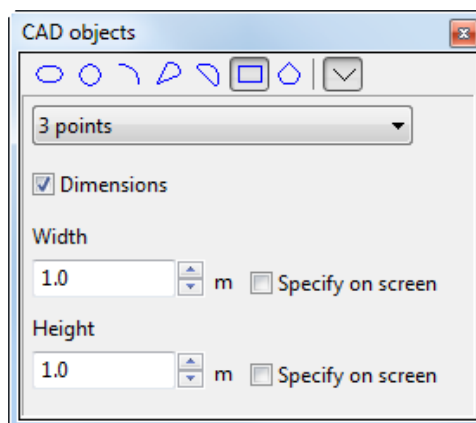 CAD objects
3 points
Dimensions
Width
1.0 m Specify on screen
Height
1.0 m Specify on screen